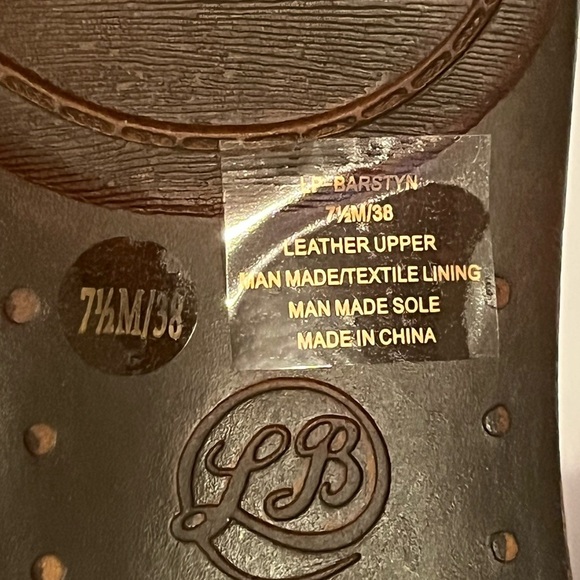 LP-BARSTYN
7½M/38
LEATHER UPPER
MAN MADE/TEXTILE LINING
MAN MADE SOLE
MADE IN CHINA
7½M/38
LB